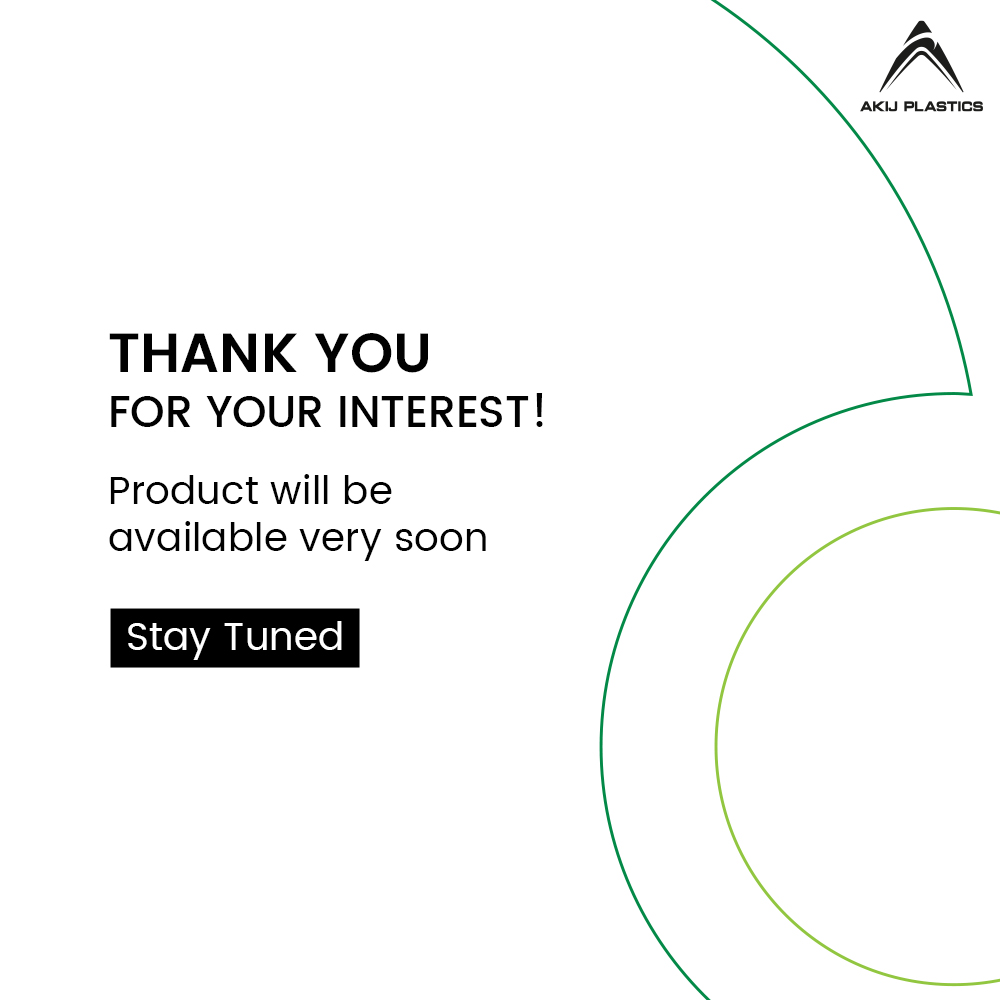 AKIJ PLASTICS
THANK YOU
FOR YOUR INTEREST!
Product will be
available very soon
Stay Tuned